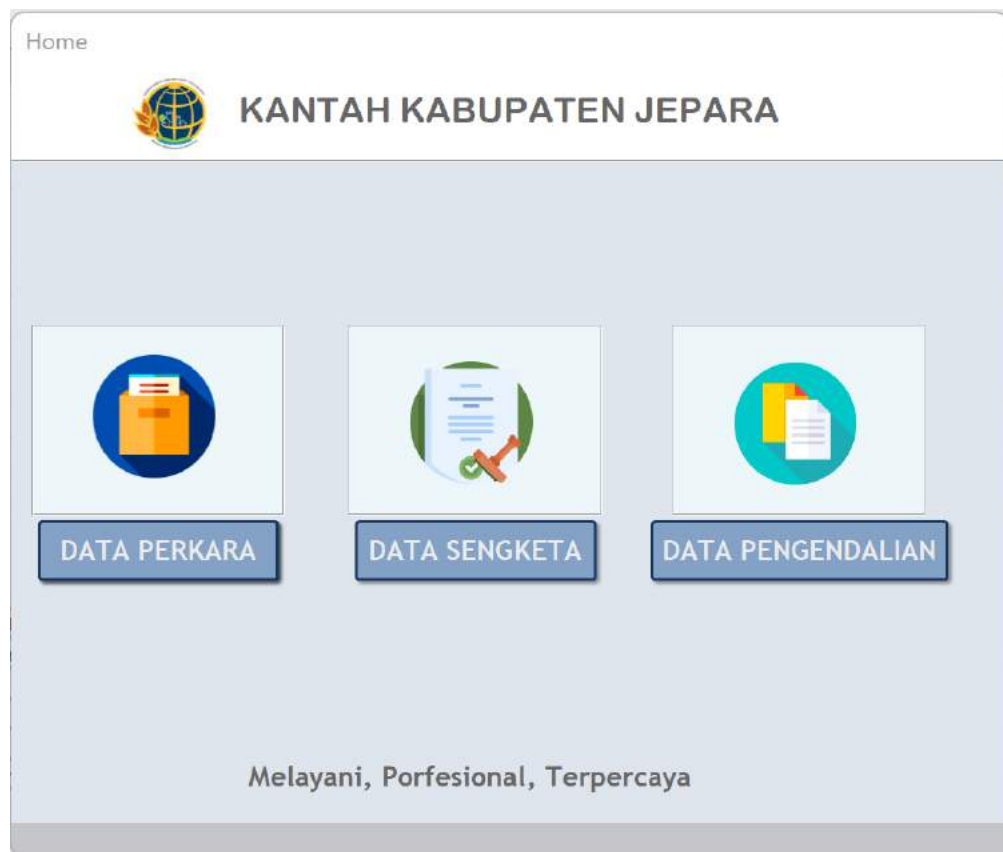 Home
KANTAH KABUPATEN JEPARA
DATA PERKARA
DATA SENGKETA
DATA PENGENDALIAN
Melayani, Porfesional, Terpercaya